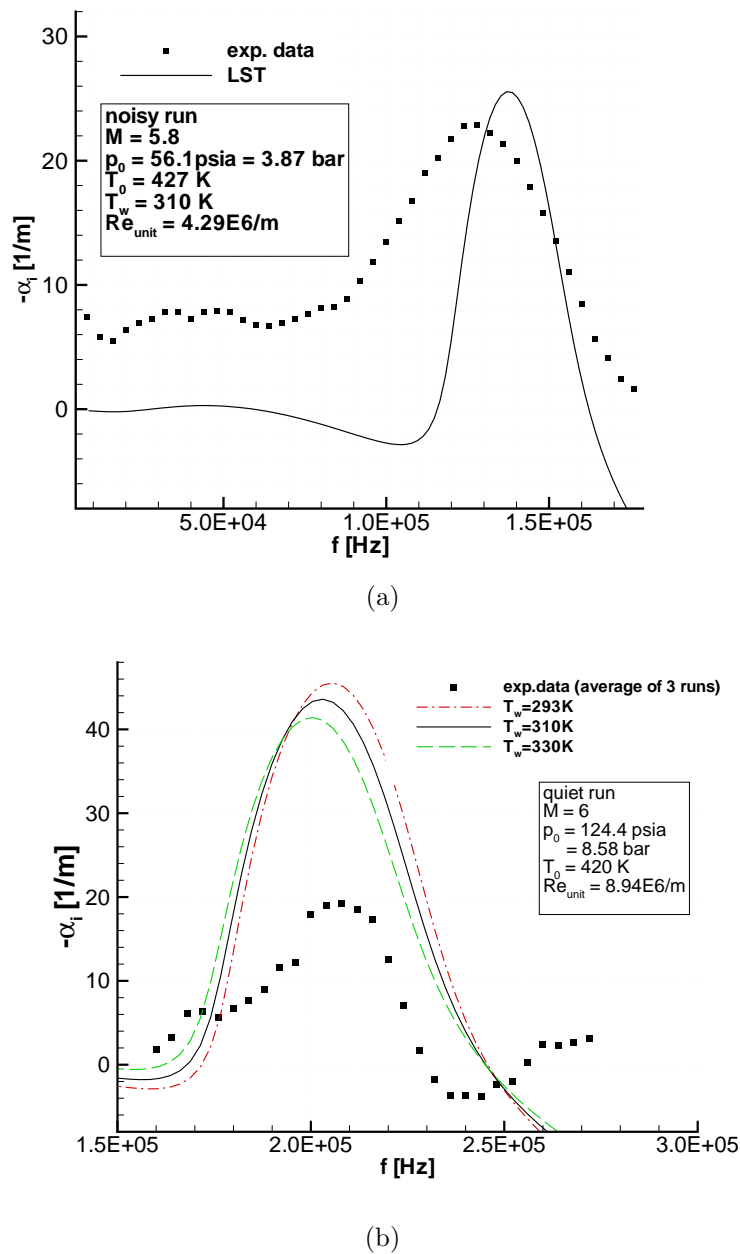 30
exp. data
LST
noisy run
M = 5.8
p0 = 56.1psia = 3.87 bar
T0 = 427 K
Tw = 310 K
Reunit = 4.29E6/m
20
10
0
-αi [1/m]
5.0E+04 1.0E+05 1.5E+05
f [Hz]
(a)
exp.data (average of 3 runs)
Tw=293K
Tw=310K
Tw=330K
40
quiet run
M = 6
p0 = 124.4 psia
= 8.58 bar
T0 = 420 K
Reunit = 8.94E6/m
30
20
10
0
-αi [1/m]
1.5E+05 2.0E+05 2.5E+05 3.0E+05
f [Hz]
(b)